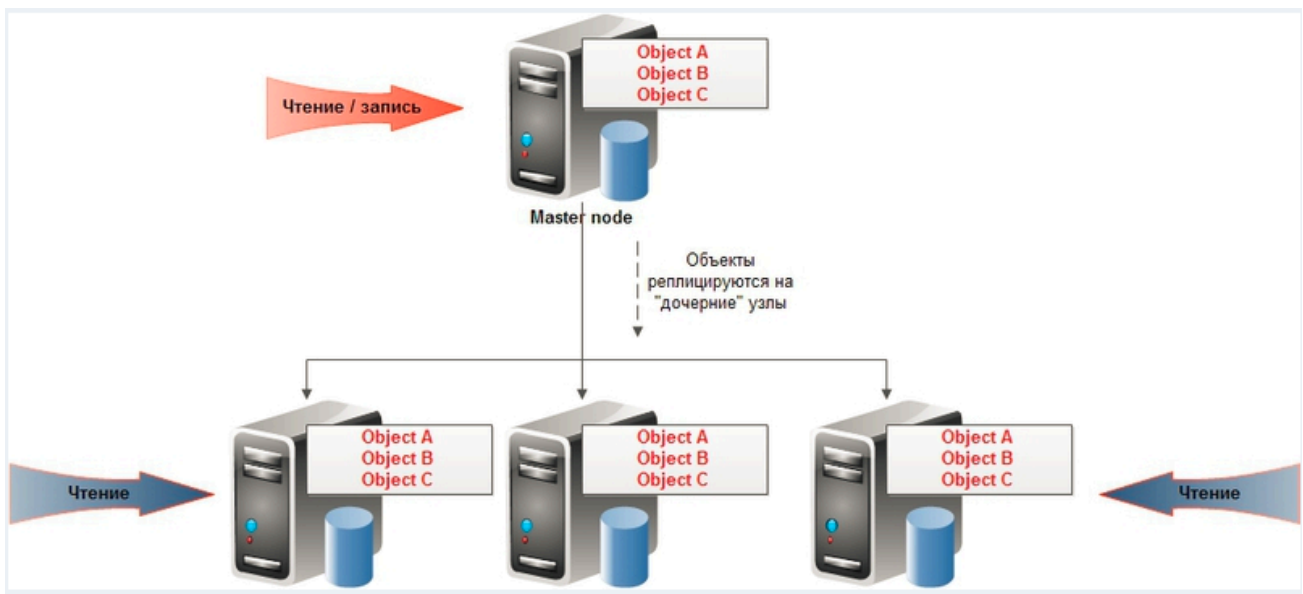 Object A
Object B
Object C
Чтение / запись
Master node
Объекты
реплицируются на
"дочерние" узлы
Object A
Object B
Object C
Object A
Object B
Object C
Object A
Object B
Object C
Чтение
Чтение